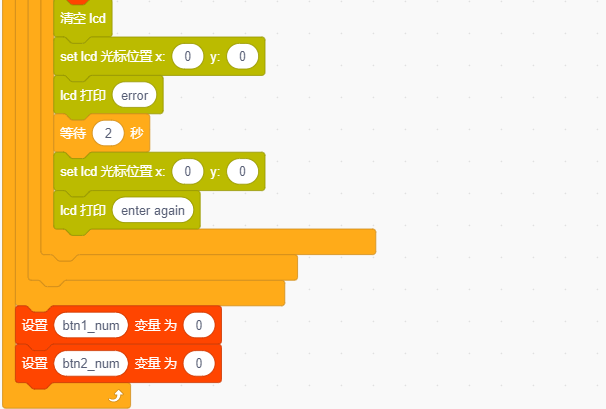 清空 lcd
set lcd 光标位置 x: 0 y: 0
lcd 打印 error
等待 2 秒
set lcd 光标位置 x: 0 y: 0
lcd 打印 enter again
设置 btn1_num 变量 为 0
设置 btn2_num 变量 为 0